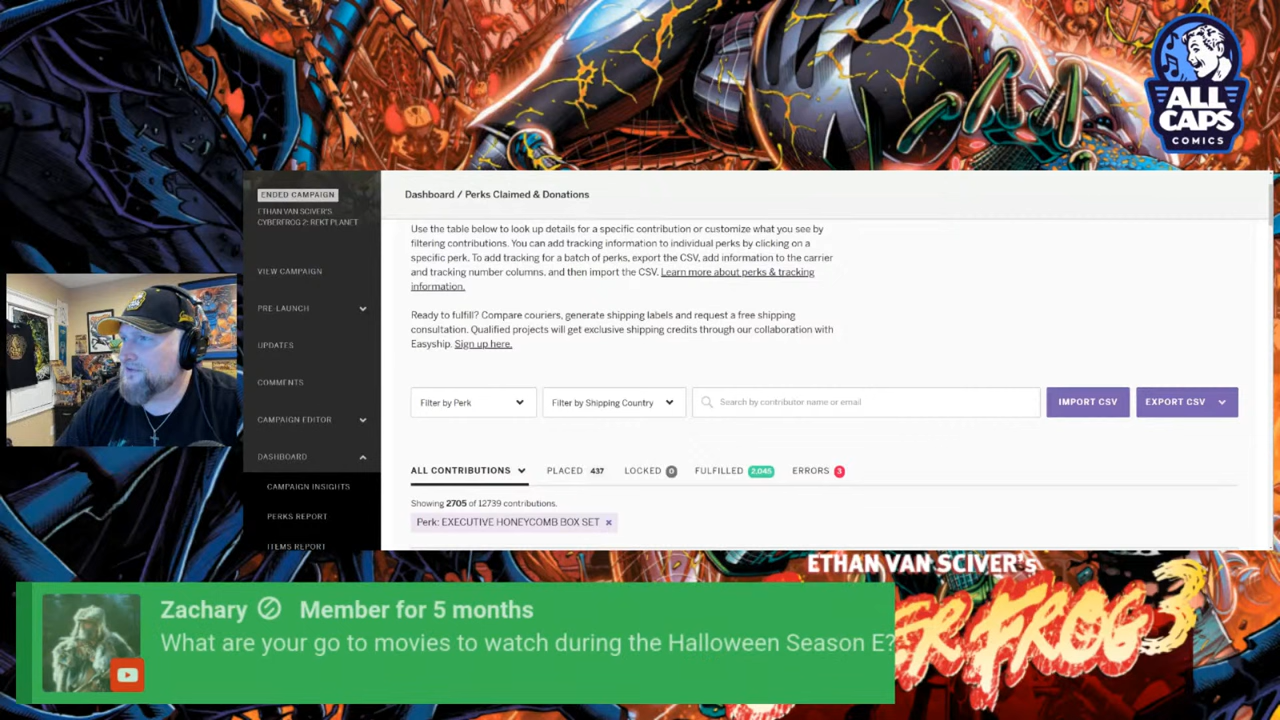 ALL
CAPS
COMICS
ENDED CAMPAIGN
ETHAN VAN SCIVER'S
CYBERFROG 2: REKT PLANET
VIEW CAMPAIGN
PRE-LAUNCH
UPDATES
COMMENTS
CAMPAIGN EDITOR
DASHBOARD
CAMPAIGN INSIGHTS
PERKS REPORT
ITEMS REPORT
Dashboard / Perks Claimed & Donations
Use the table below to look up details for a specific contribution or customize what you see by
filtering contributions. You can add tracking information to individual perks by clicking on a
specific perk. To add tracking for a batch of perks, export the CSV, add information to the carrier
and tracking number columns, and then import the CSV. Learn more about perks & tracking
information.
Ready to fulfill? Compare couriers, generate shipping labels and request a free shipping
consultation. Qualified projects will get exclusive shipping credits through our collaboration with
Easyship. Sign up here.
Filter by Perk
Filter by Shipping Country
Search by contributor name or email
IMPORT CSV
EXPORT CSV
ALL CONTRIBUTIONS PLACED 437 LOCKED 0 FULFILLED 2,045 ERRORS 3
Showing 2705 of 12739 contributions.
Perk: EXECUTIVE HONEYCOMB BOX SET ×
ETHAN VAN SCIVER's
ER FROG 3
Zachary Member for 5 months
What are your go to movies to watch during the Halloween Season E?